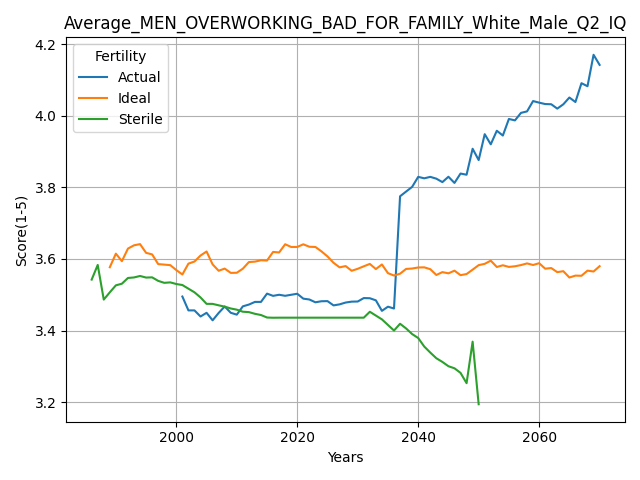 Average_MEN_OVERWORKING_BAD_FOR_FAMILY_White_Male_Q2_IQ
Fertility
Actual
Ideal
Sterile
Score(1-5)
4.2
4.0
3.8
3.6
3.4
3.2
2000 2020 2040 2060
Years